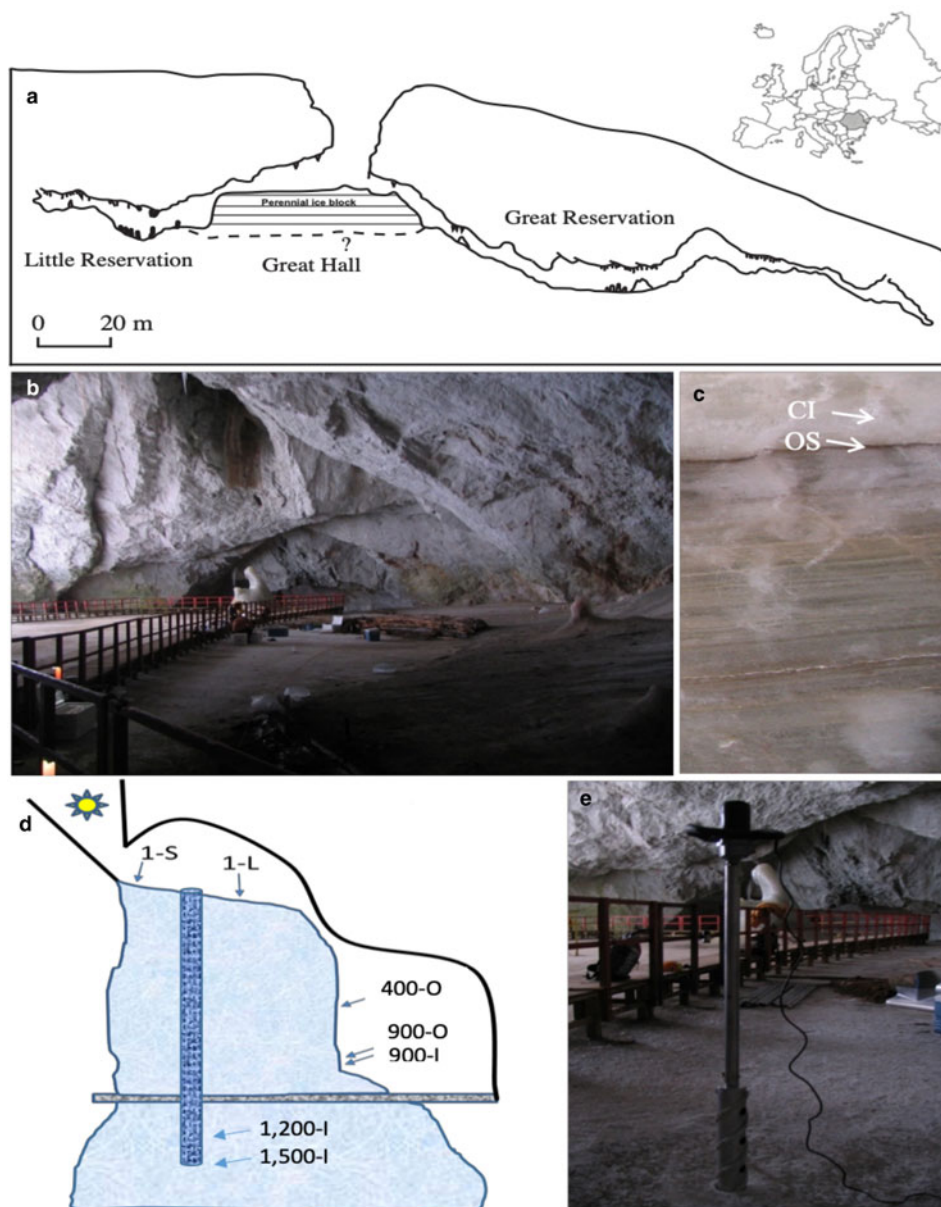 a
Perennial ice block
Great Reservation
?
Little Reservation
Great Hall
0 20 m
b
c
CI
OS
d
1-S
1-L
400-O
900-O
900-I
1,200-I
1,500-I
e